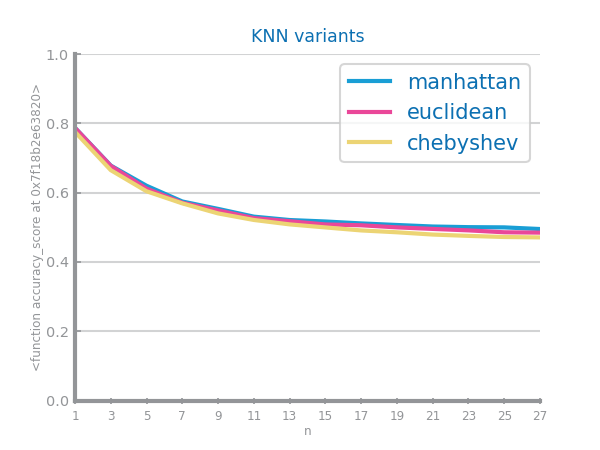 KNN variants
manhattan
euclidean
chebyshev
<function accuracy_score at 0x7f18b2e63820>
1.0
0.8
0.6
0.4
0.2
0.0
1 3 5 7 9 11 13 15 17 19 21 23 25 27
n